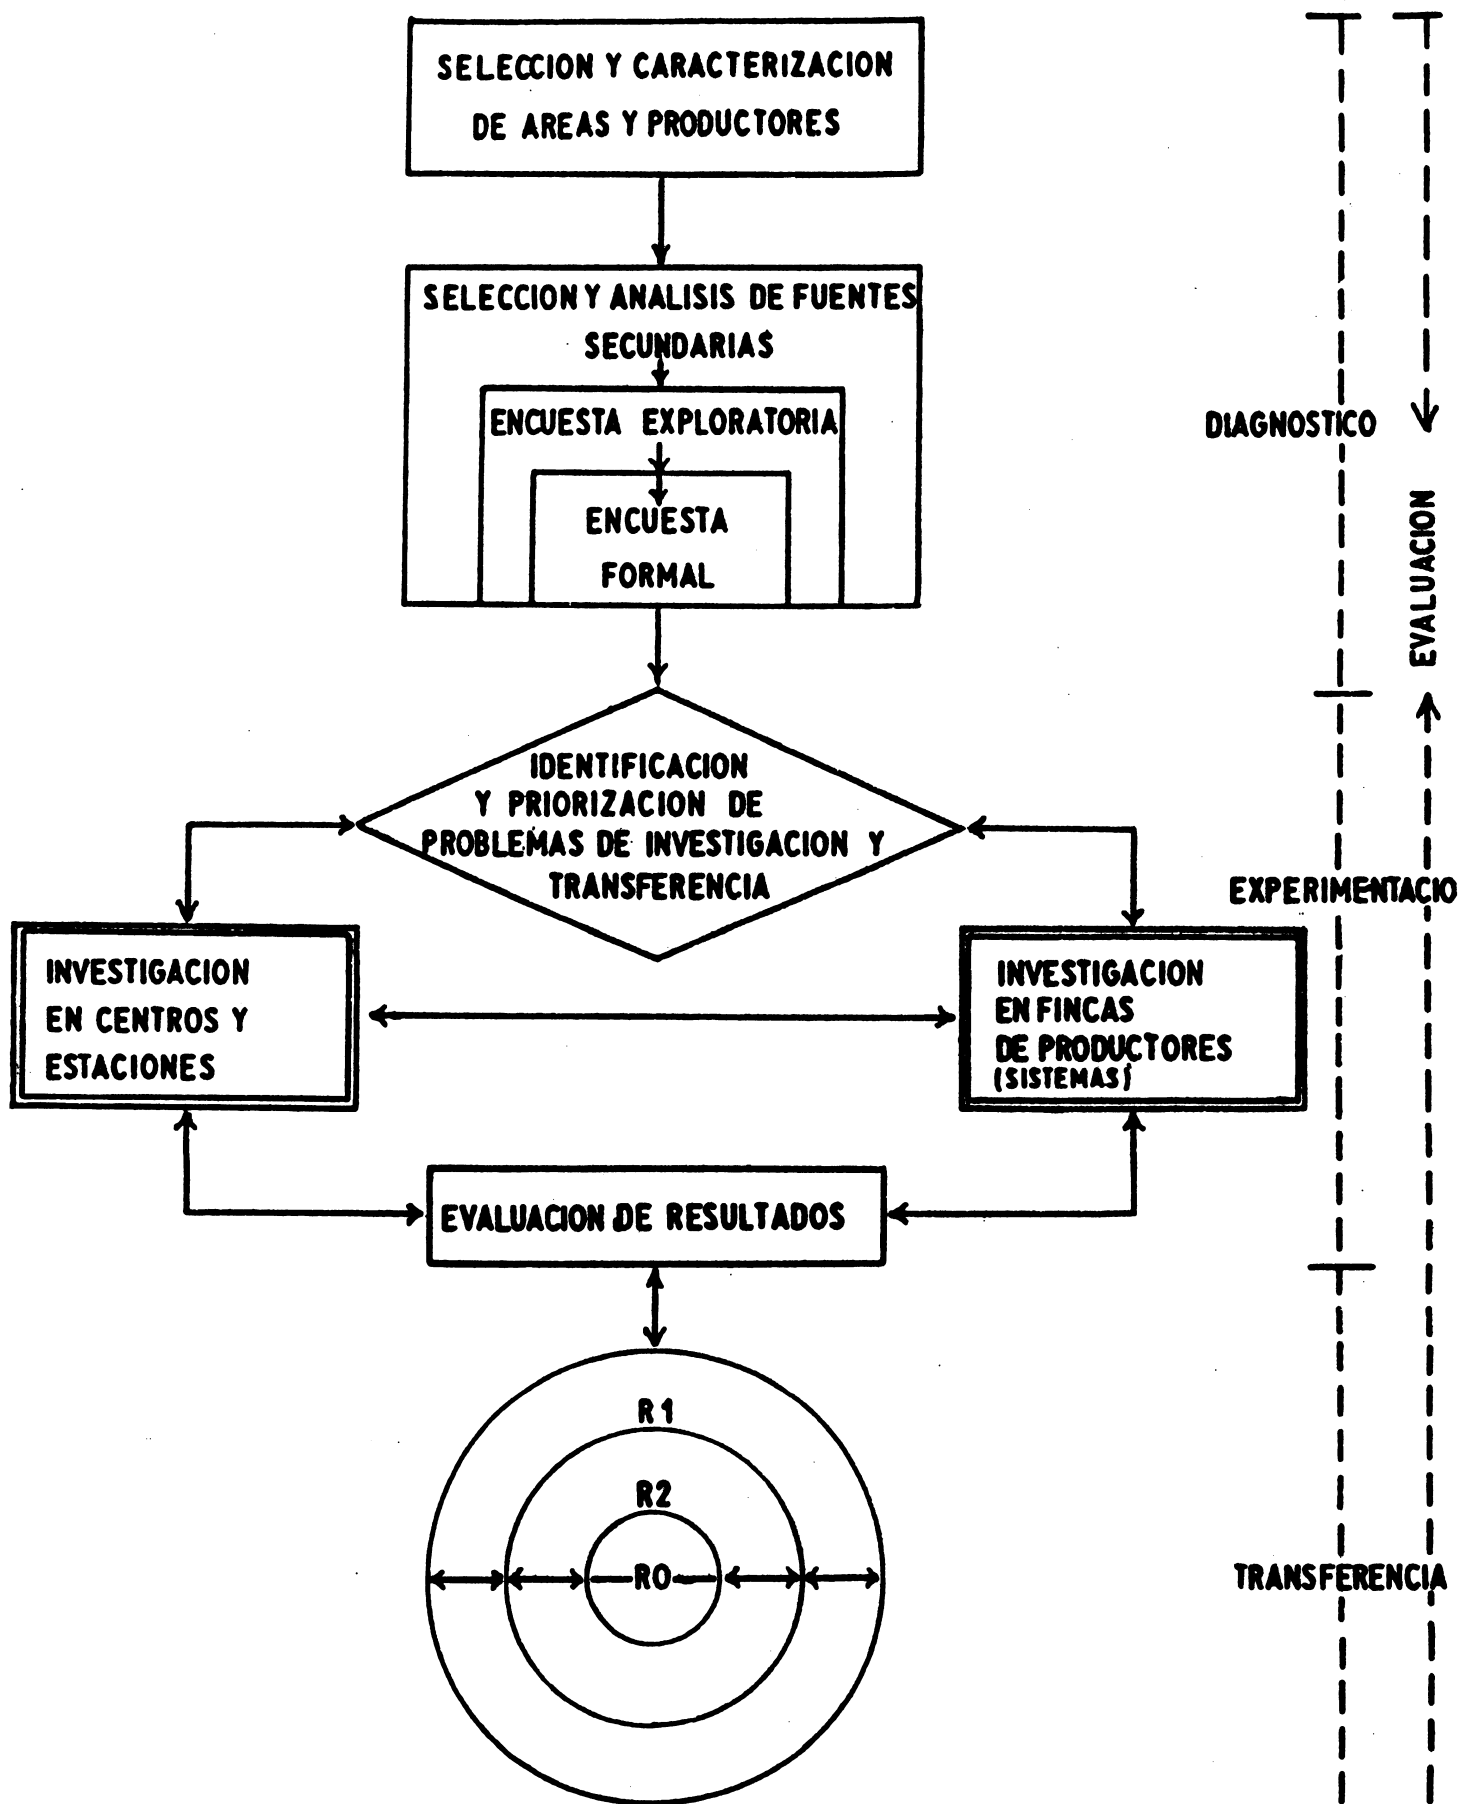 SELECCION Y CARACTERIZACION
DE AREAS Y PRODUCTORES
SELECCION Y ANALISIS DE FUENTES
SECUNDARIAS
ENCUESTA EXPLORATORIA
DIAGNOSTICO
ENCUESTA
FORMAL
EVALUACION
IDENTIFICACION
Y PRIORIZACION DE
PROBLEMAS DE INVESTIGACION Y
TRANSFERENCIA
EXPERIMENTACIO
INVESTIGACION
EN CENTROS Y
ESTACIONES
INVESTIGACION
EN FINCAS
DE PRODUCTORES
(SISTEMAS)
EVALUACION DE RESULTADOS
R1
R2
RO
TRANSFERENCIA